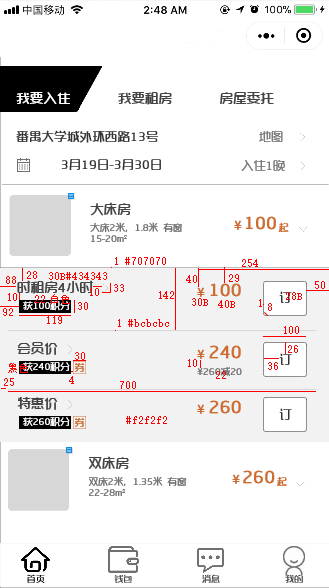 中国移动 2:48 AM 100%
我要入住 我要租房 房屋委托
番禺大学城外环西路13号 地图
3月19日-3月30日 入住1晚
大床房
大床2米，1.8米 有窗
15-20m²
¥100起
1 #707070
254
88 28 30B#434343 40 29 50
时租房4小时 33 ¥100 订
10 22 30 142 30B 40B 28B
获100积分 8
92 119 1 #bcbcbc
100
会员价 ¥240 订
30 26
获240积分 券 10 ¥260减20 36
25 4 700 22
特惠价 ¥260 订
获260积分 券 #f2f2f2
双床房
双床2米，1.35米 有窗
22-28m²
¥260起
首页 钱包 消息 我的